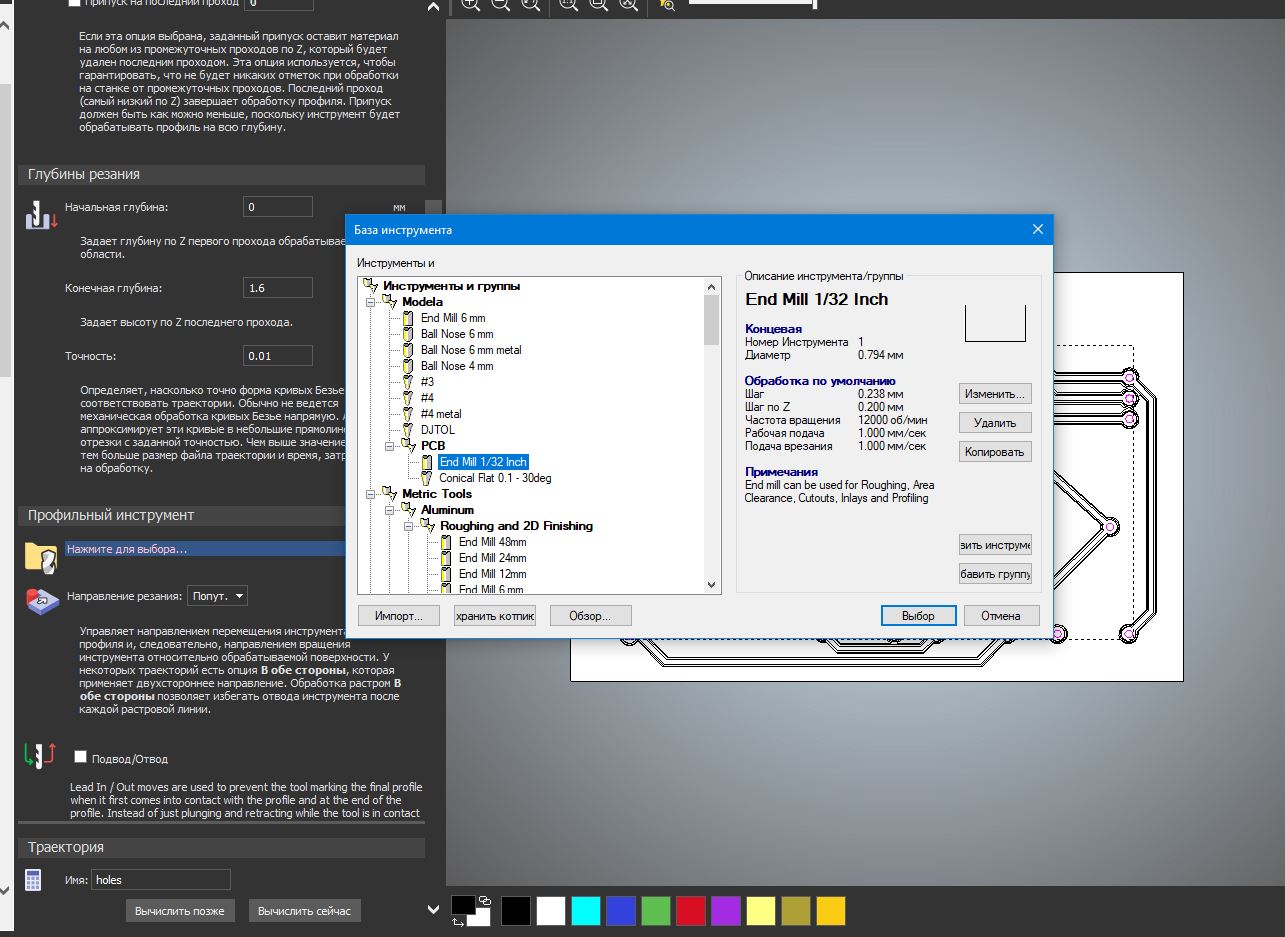 Припуск на последний проход 0
Если эта опция выбрана, заданный припуск оставит материал
на любом из промежуточных проходов по Z, который будет
удален последним проходом. Эта опция используется, чтобы
гарантировать, что не будет никаких отметок при обработки
на станке от промежуточных проходов. Последний проход
(самый низкий по Z) завершает обработку профиля. Припуск
должен быть как можно меньше, поскольку инструмент будет
обрабатывать профиль на всю глубину.
Глубины резания
Начальная глубина: 0 мм
Задает глубину по Z первого прохода обрабатывае
области.
Конечная глубина: 1.6
Задает высоту по Z последнего прохода.
Точность: 0.01
Определяет, насколько точно форма кривых Безье
соответствовать траектории. Обычно не ведется
механическая обработка кривых Безье напрямую.
аппроксимирует эти кривые в небольшие прямолине
отрезки с заданной точностью. Чем выше значение
тем больше размер файла траектории и время, затр
на обработку.
Профильный инструмент
Нажмите для выбора...
Направление резания: Попут.
Управляет направлением перемещения инструмента
профиля и, следовательно, направлением вращения
инструмента относительно обрабатываемой поверхности. У
некоторых траекторий есть опция В обе стороны, которая
применяет двухстороннее направление. Обработка растром В
обе стороны позволяет избегать отвода инструмента после
каждой растровой линии.
Подвод/Отвод
Lead In / Out moves are used to prevent the tool marking the final profile
when it first comes into contact with the profile and at the end of the
profile. Instead of just plunging and retracting while the tool is in contact
Траектория
Имя: holes
Вычислить позже Вычислить сейчас
База инструмента
Инструменты и
Инструменты и группы
Modela
End Mill 6 mm
Ball Nose 6 mm
Ball Nose 6 mm metal
Ball Nose 4 mm
#3
#4
#4 metal
DJTOL
PCB
End Mill 1/32 Inch
Conical Flat 0.1 - 30deg
Metric Tools
Aluminum
Roughing and 2D Finishing
End Mill 48mm
End Mill 24mm
End Mill 12mm
End Mill 6 mm
Импорт... хранить котпик Обзор...
Описание инструмента/группы
End Mill 1/32 Inch
Концевая
Номер Инструмента 1
Диаметр 0.794 мм
Обработка по умолчанию
Шаг 0.238 мм
Шаг по Z 0.200 мм
Частота вращения 12000 об/мин
Рабочая подача 1.000 мм/сек
Подача врезания 1.000 мм/сек
Примечания
End mill can be used for Roughing, Area
Clearance, Cutouts, Inlays and Profiling
Изменить...
Удалить
Копировать
вить инструме
бавить группу
Выбор Отмена